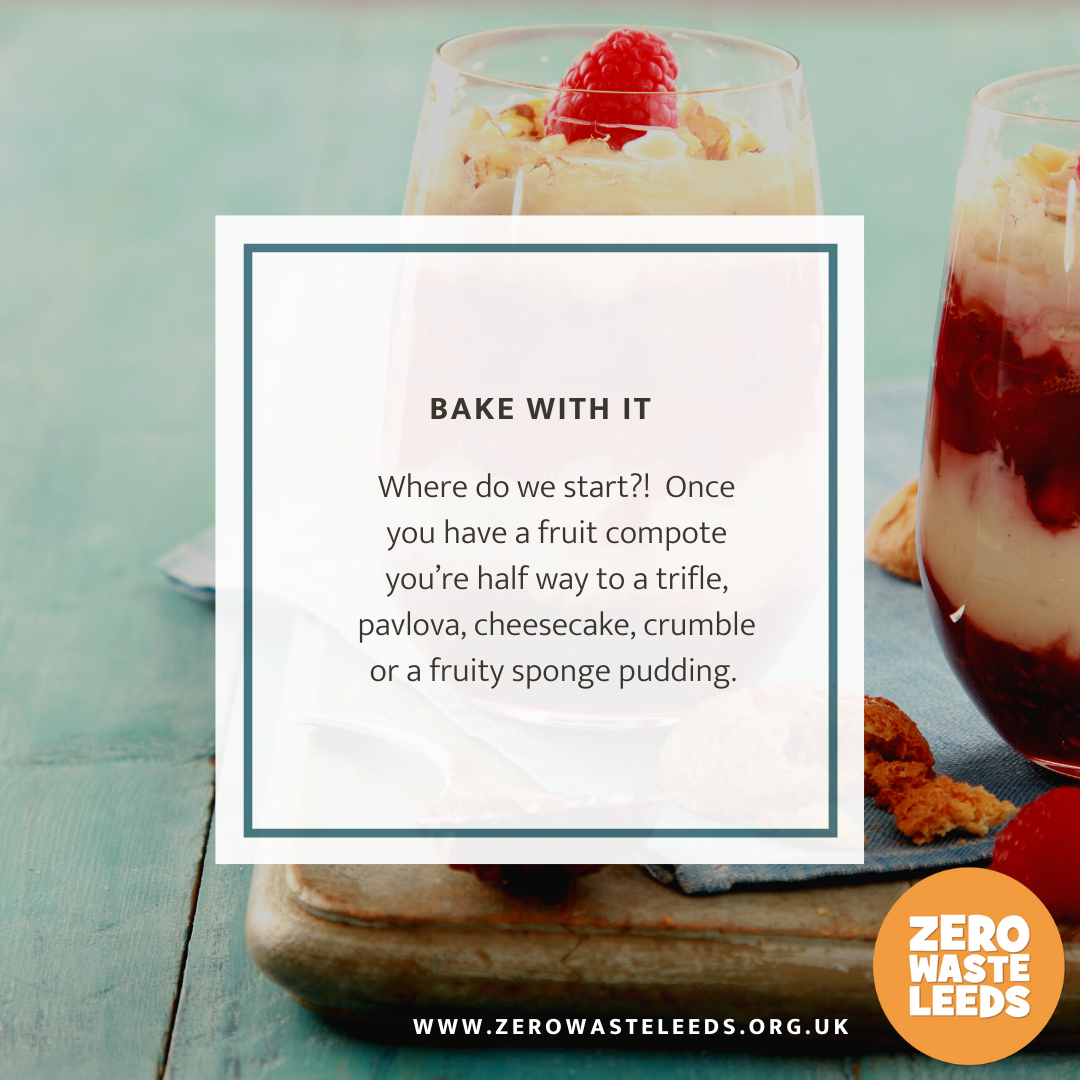 BAKE WITH IT
Where do we start?!  Once
you have a fruit compote
you’re half way to a trifle,
pavlova, cheesecake, crumble
or a fruity sponge pudding.
ZERO
WASTE
LEEDS
WWW.ZEROWASTELEEDS.ORG.UK